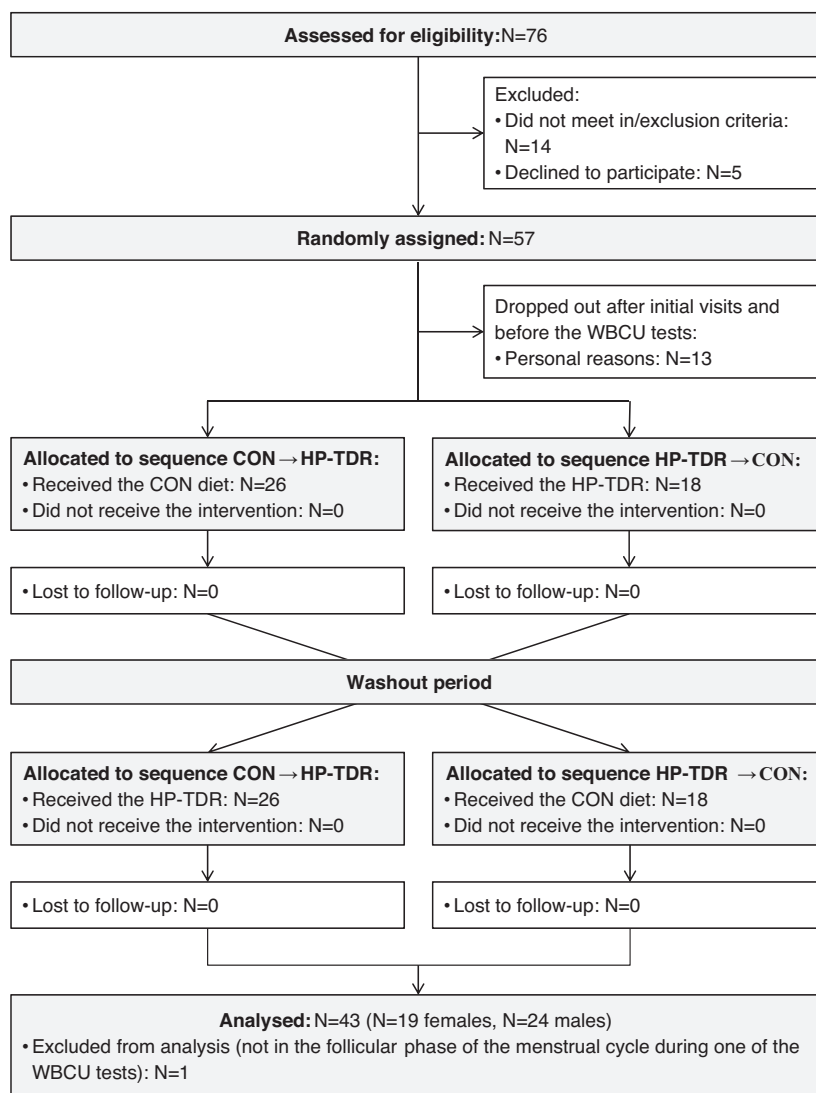 Assessed for eligibility:N=76
Excluded:
• Did not meet in/exclusion criteria:
N=14
• Declined to participate: N=5
Randomly assigned: N=57
Dropped out after initial visits and
before the WBCU tests:
• Personal reasons: N=13
Allocated to sequence CON→HP-TDR:
• Received the CON diet: N=26
• Did not receive the intervention: N=0
Allocated to sequence HP-TDR→CON:
• Received the HP-TDR: N=18
• Did not receive the intervention: N=0
• Lost to follow-up: N=0
• Lost to follow-up: N=0
Washout period
Allocated to sequence CON→HP-TDR:
• Received the HP-TDR: N=26
• Did not receive the intervention: N=0
Allocated to sequence HP-TDR →CON:
• Received the CON diet: N=18
• Did not receive the intervention: N=0
• Lost to follow-up: N=0
• Lost to follow-up: N=0
Analysed: N=43 (N=19 females, N=24 males)
• Excluded from analysis (not in the follicular phase of the menstrual cycle during one of the
WBCU tests): N=1